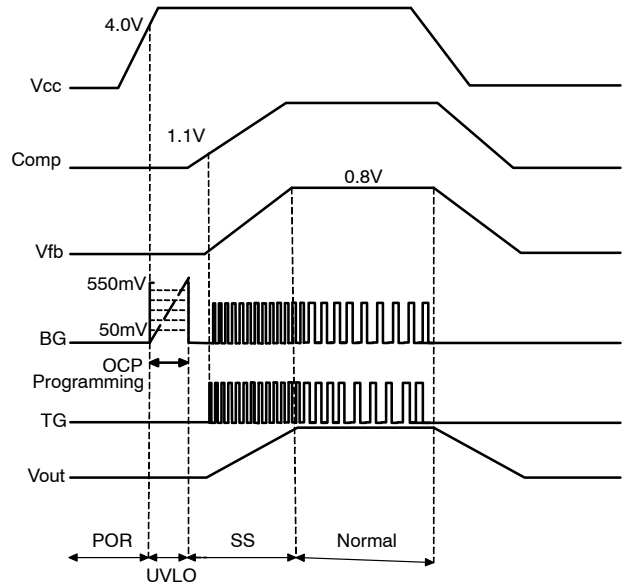 4.0V
Vcc
1.1V
Comp
0.8V
Vfb
550mV
50mV
BG
OCP
Programming
TG
Vout
POR
UVLO
SS
Normal